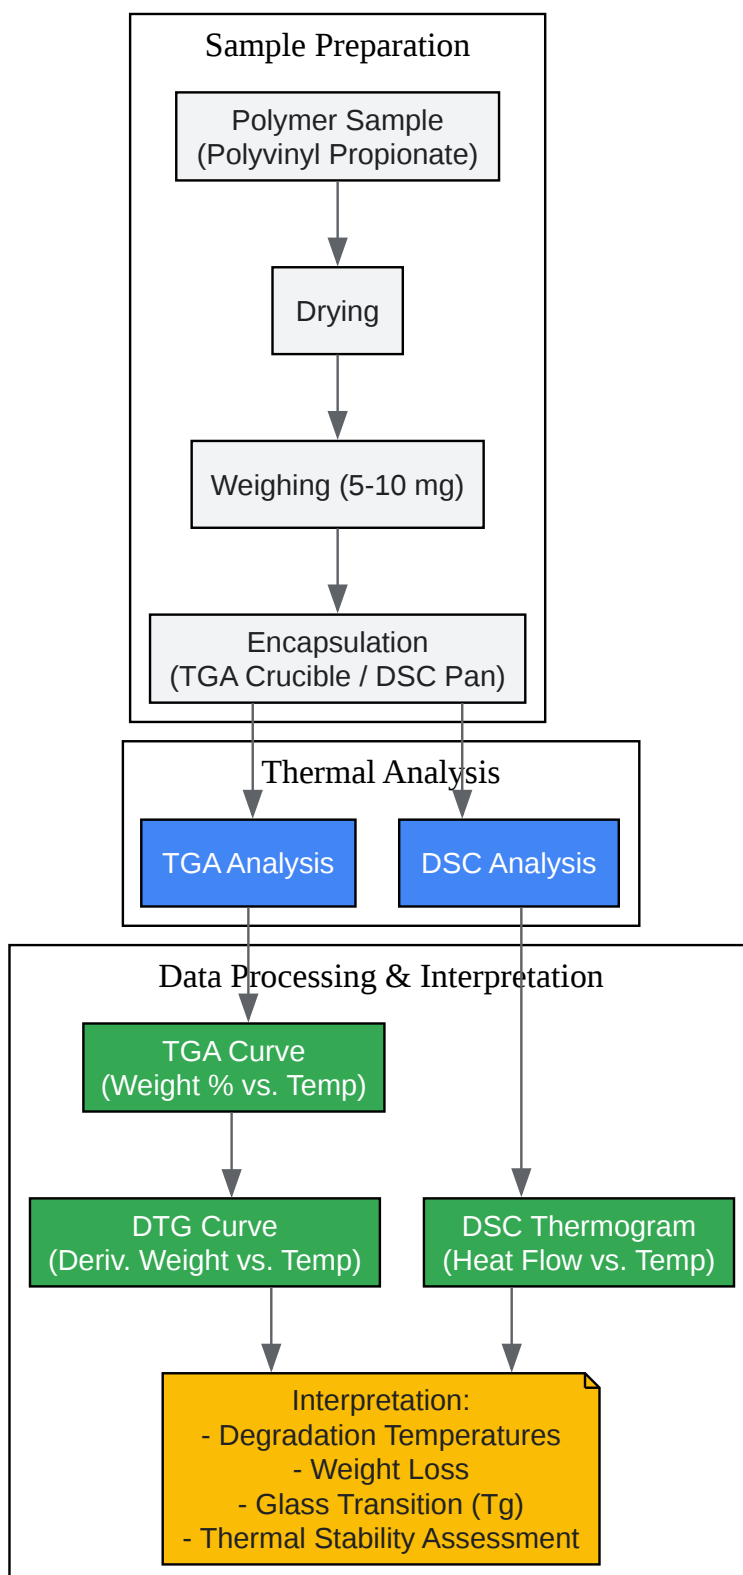 Sample Preparation
Polymer Sample
(Polyvinyl Propionate)
Drying
Weighing (5-10 mg)
Encapsulation
(TGA Crucible / DSC Pan)
Thermal Analysis
TGA Analysis
DSC Analysis
Data Processing & Interpretation
TGA Curve
(Weight % vs. Temp)
DTG Curve
(Deriv. Weight vs. Temp)
DSC Thermogram
(Heat Flow vs. Temp)
Interpretation:
- Degradation Temperatures
- Weight Loss
- Glass Transition (Tg)
- Thermal Stability Assessment